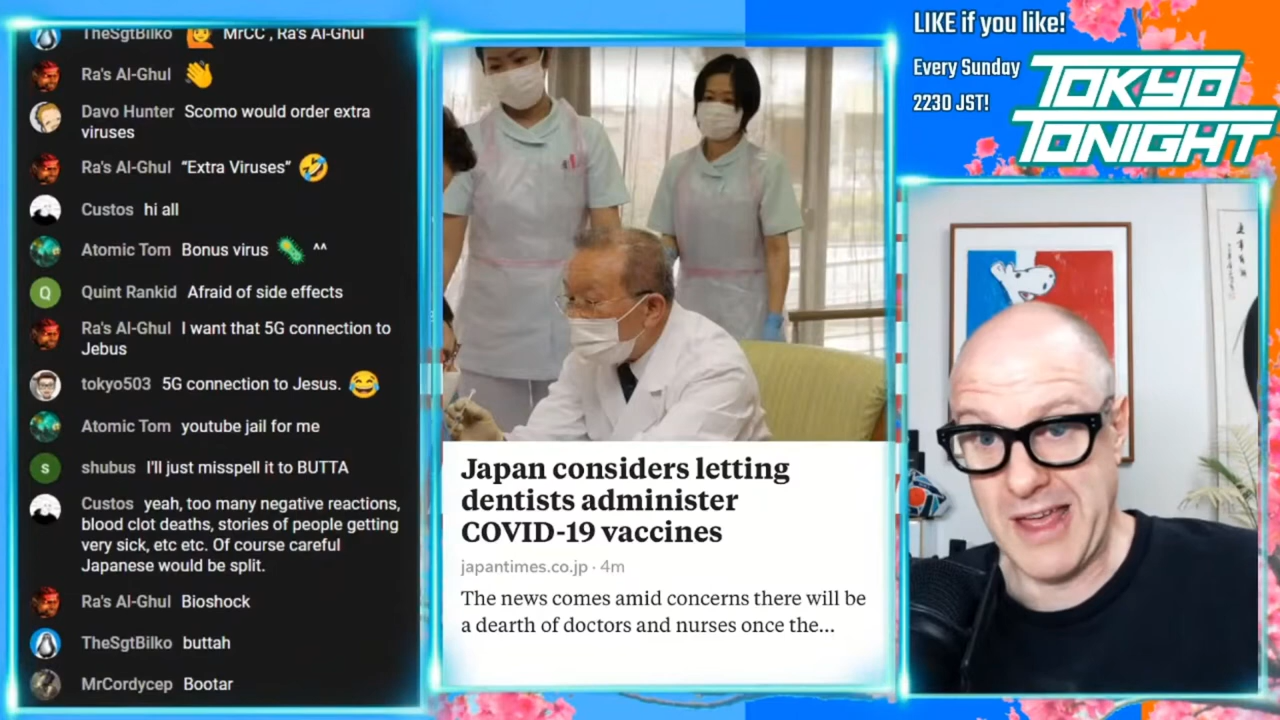 TheSgtBilko MrCC , Ra's Al-Ghul
Ra's Al-Ghul
Davo Hunter Scomo would order extra
viruses
Ra's Al-Ghul “Extra Viruses”
Custos hi all
Atomic Tom Bonus virus ^^
Q
Quint Rankid Afraid of side effects
Ra's Al-Ghul I want that 5G connection to
Jebus
tokyo503 5G connection to Jesus.
Atomic Tom youtube jail for me
s
shubus I'll just misspell it to BUTTA
Custos yeah, too many negative reactions,
blood clot deaths, stories of people getting
very sick, etc etc. Of course careful
Japanese would be split.
Ra's Al-Ghul Bioshock
TheSgtBilko buttah
MrCordycep Bootar
Japan considers letting
dentists administer
COVID-19 vaccines
japantimes.co.jp · 4m
The news comes amid concerns there will be
a dearth of doctors and nurses once the...
LIKE if you like!
Every Sunday
2230 JST!
TOKYO
TONIGHT